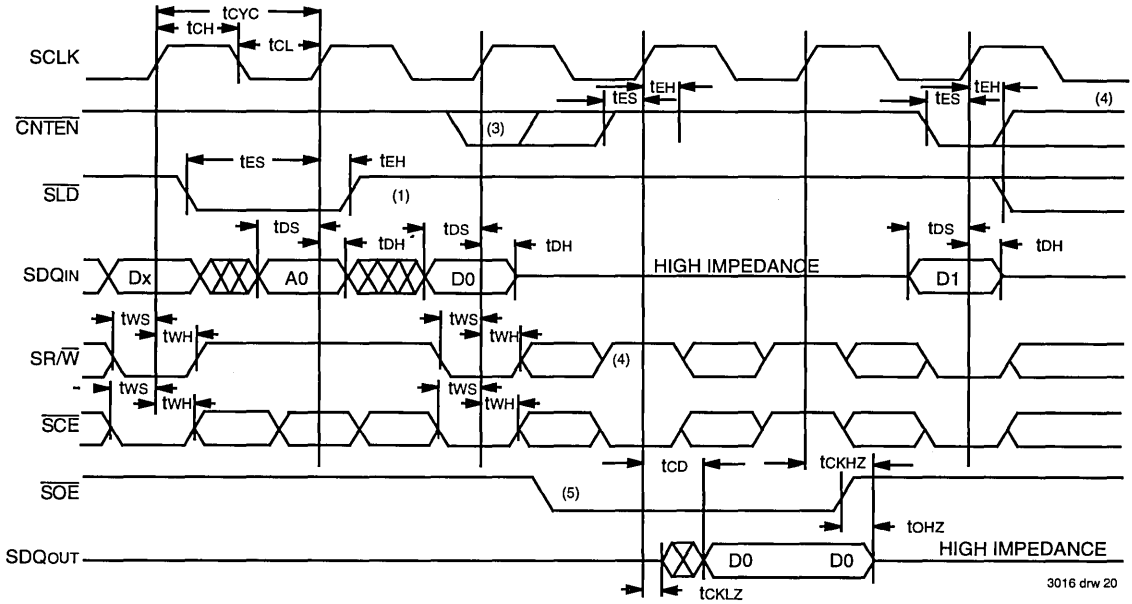 tCYC
tCH
tCL
SCLK
tEH
tES
tEH
tES
(4)
CNTEN
(3)
tES
tEH
SLD
(1)
tDS
tDH
tDS
tDH
tDS
tDH
SDQIN
Dx
A0
D0
HIGH IMPEDANCE
D1
tWS
tWH
tWS
tWH
SR/W
(4)
tWS
tWH
tWS
tWH
SCE
tCD
tCKHZ
SOE
(5)
tOHZ
SDQOUT
D0
D0
HIGH IMPEDANCE
tCKLZ
3016 drw 20